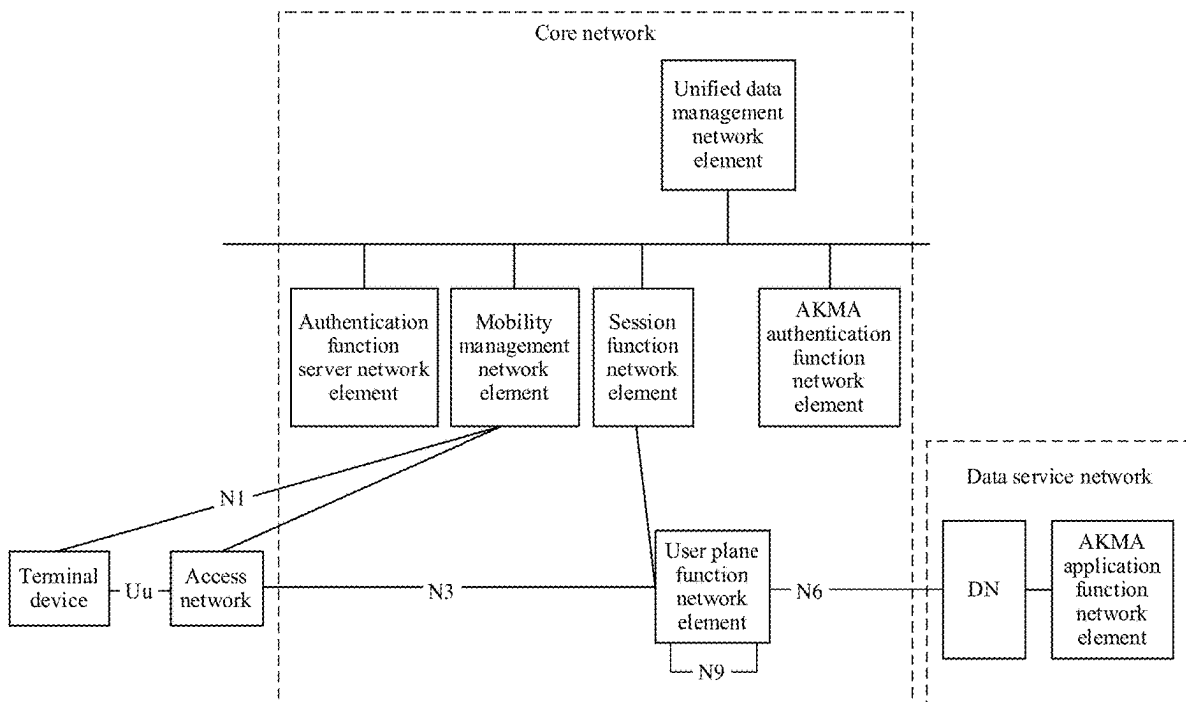 Core network
Unified data
management
network
element
Authentication
function
server network
element
Mobility
management
network
element
Session
function
network
element
AKMA
authentication
function
network
element
N1
Data service network
Terminal
device
Uu
Access
network
N3
User plane
function
network
element
N6
DN
AKMA
application
function
network
element
N9